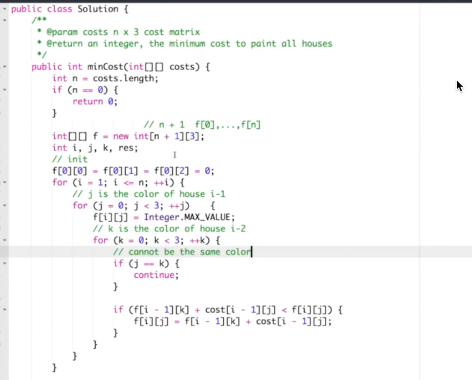 public class Solution {
/**
* @param costs n x 3 cost matrix
* @return an integer, the minimum cost to paint all houses
*/
public int minCost(int[][] costs) {
int n = costs.length;
if (n == 0) {
return 0;
}
// n + 1 f[0],...,f[n]
int[][] f = new int[n + 1][3];
int i, j, k, res;
// init
f[0][0] = f[0][1] = f[0][2] = 0;
for (i = 1; i <= n; ++i) {
// j is the color of house i-1
for (j = 0; j < 3; ++j) {
f[i][j] = Integer.MAX_VALUE;
// k is the color of house i-2
for (k = 0; k < 3; ++k) {
// cannot be the same color
if (j == k) {
continue;
}
if (f[i - 1][k] + cost[i - 1][j] < f[i][j]) {
f[i][j] = f[i - 1][k] + cost[i - 1][j];
}
}
}
}